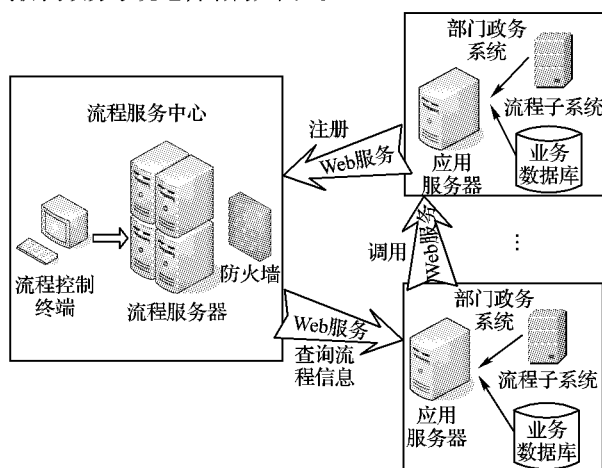 部门政务
系统
流程服务中心
流程子系统
注册
Web服务
应用
服务器
业务
数据库
调用
Web服务
…
流程控制
终端
防火墙
流程服务器
Web服务
查询流
程信息
部门政务
系统
流程子系统
应用
服务器
业务
数据库